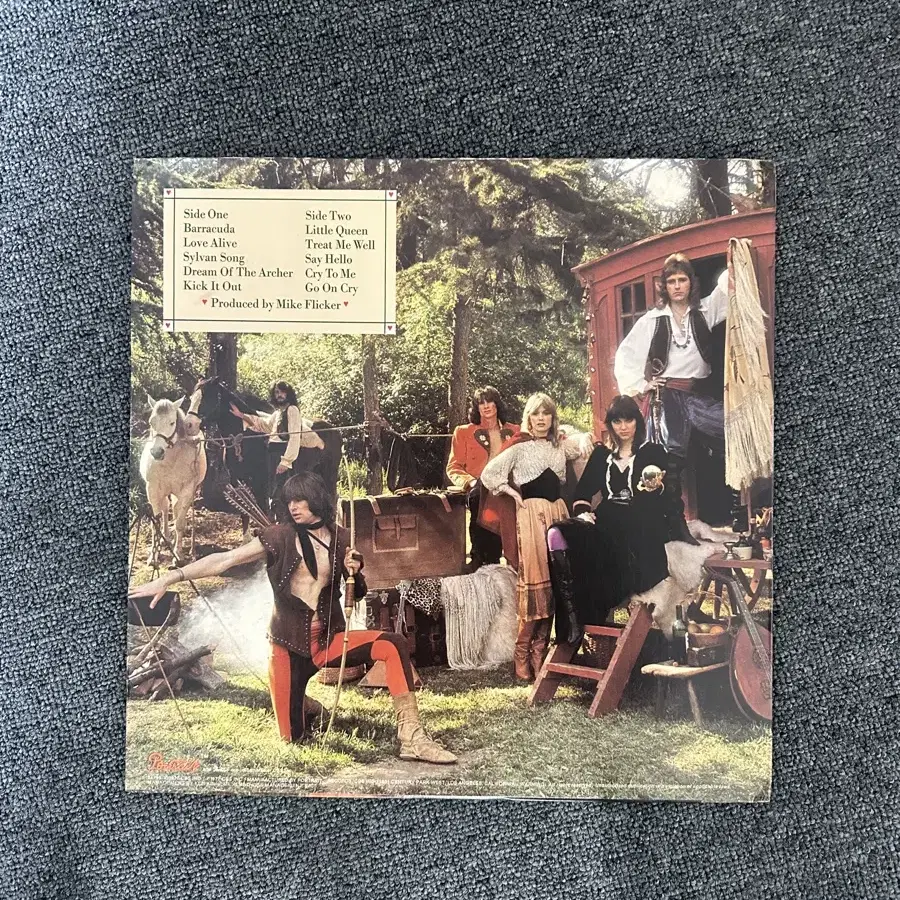 Side One
Barracuda
Love Alive
Sylvan Song
Dream Of The Archer
Kick It Out
Side Two
Little Queen
Treat Me Well
Say Hello
Cry To Me
Go On Cry
♥ Produced by Mike Flicker ♥
Portrait